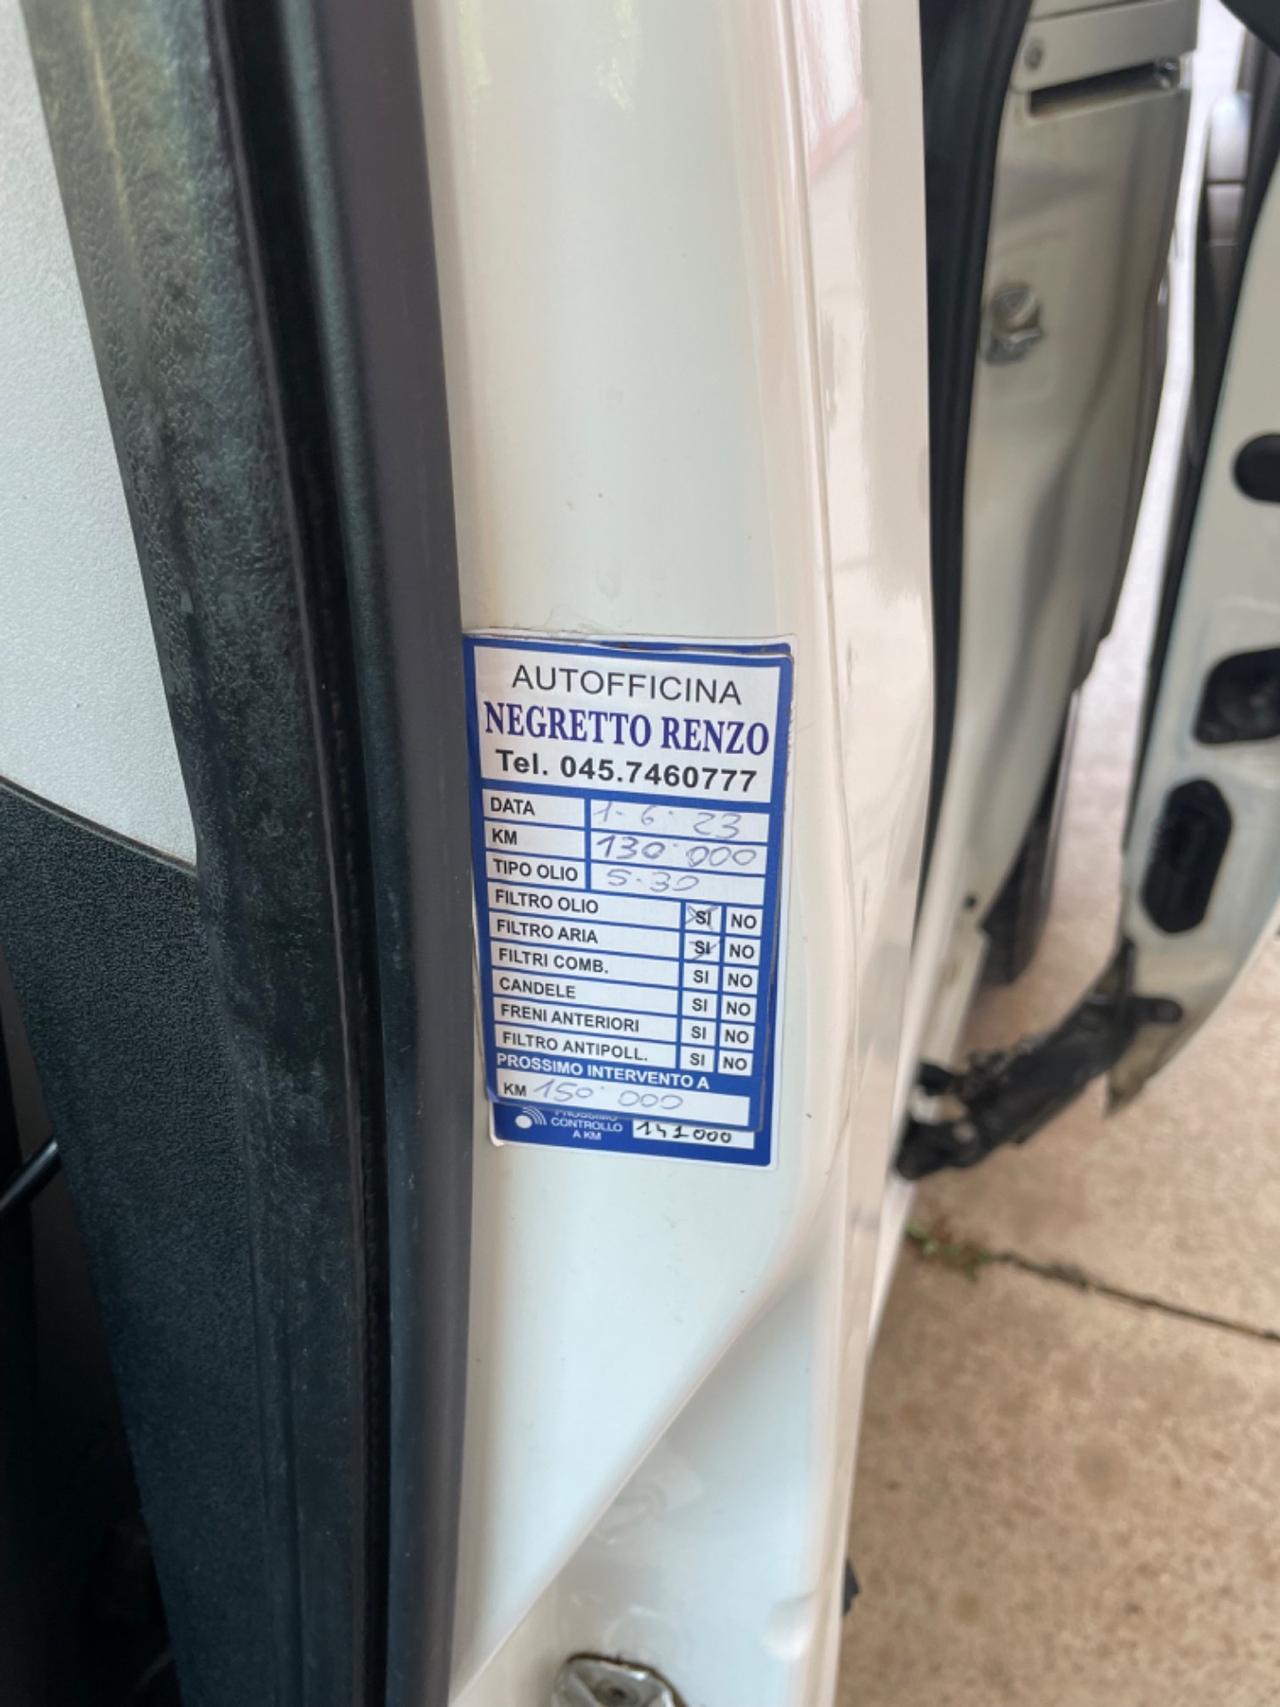 AUTOFFICINA
NEGRETTO RENZO
Tel. 045.7460777
DATA 1-6-23
KM 130.000
TIPO OLIO 5.30
FILTRO OLIO SI NO
FILTRO ARIA SI NO
FILTRI COMB. SI NO
CANDELE SI NO
FRENI ANTERIORI SI NO
FILTRO ANTIPOLL. SI NO
PROSSIMO INTERVENTO A
KM 150.000
PROSSIMO
CONTROLLO 141000
A KM